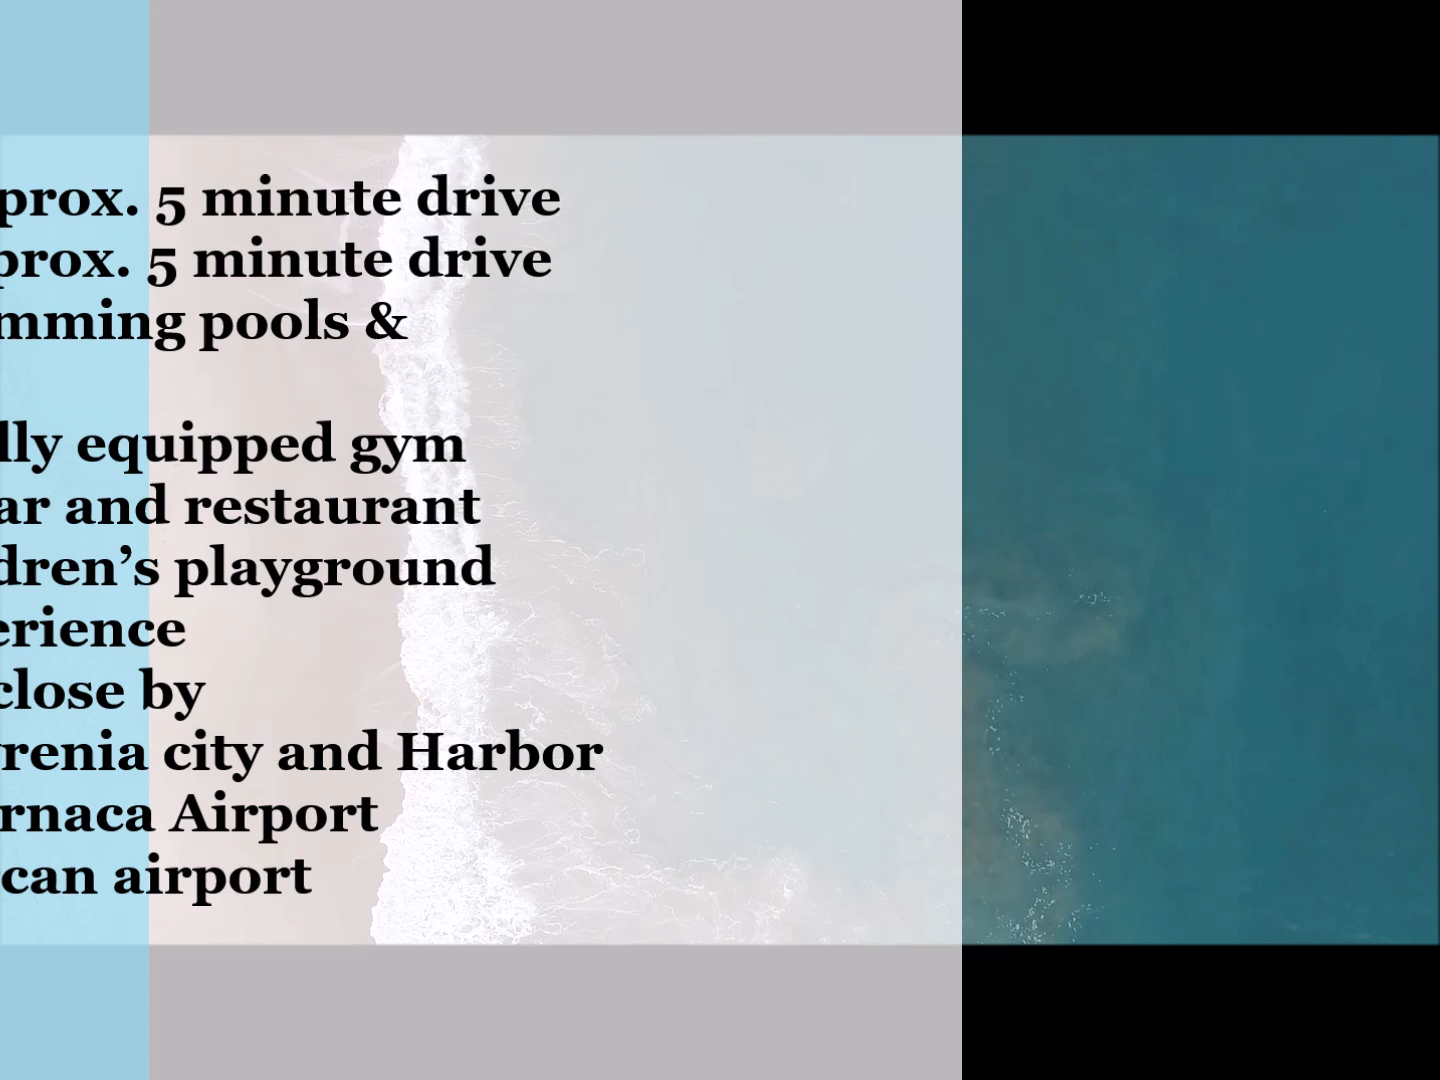 prox. 5 minute drive
prox. 5 minute drive
mming pools &
lly equipped gym
ar and restaurant
dren’s playground
erience
close by
renia city and Harbor
rnaca Airport
can airport